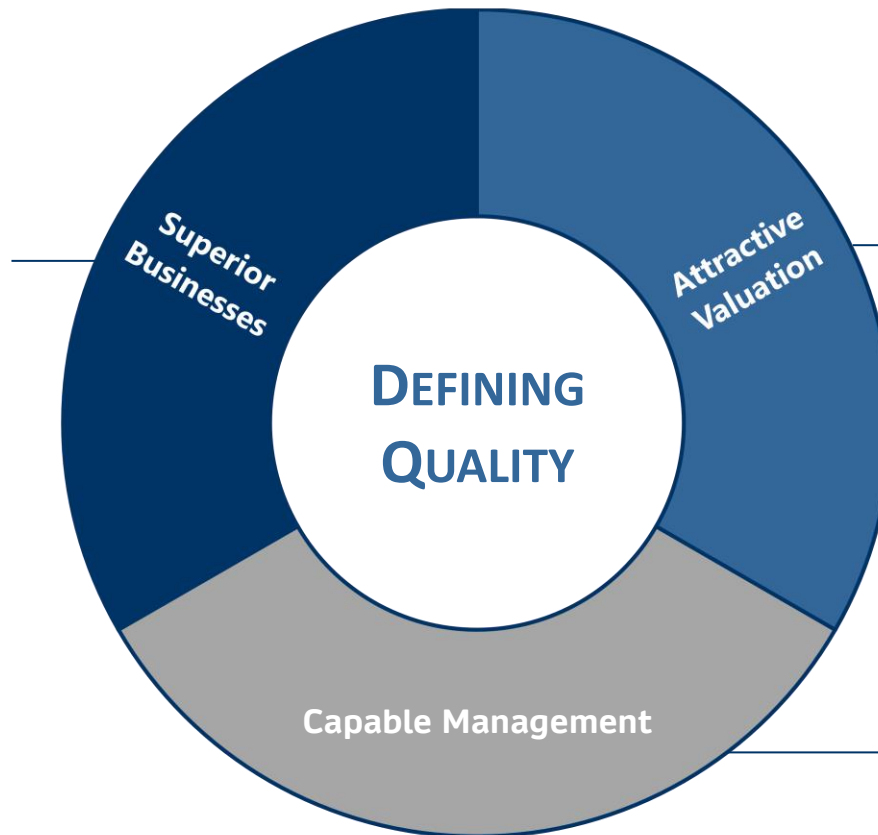 Superior
Businesses
Attractive
Valuation
DEFINING
QUALITY
Capable Management